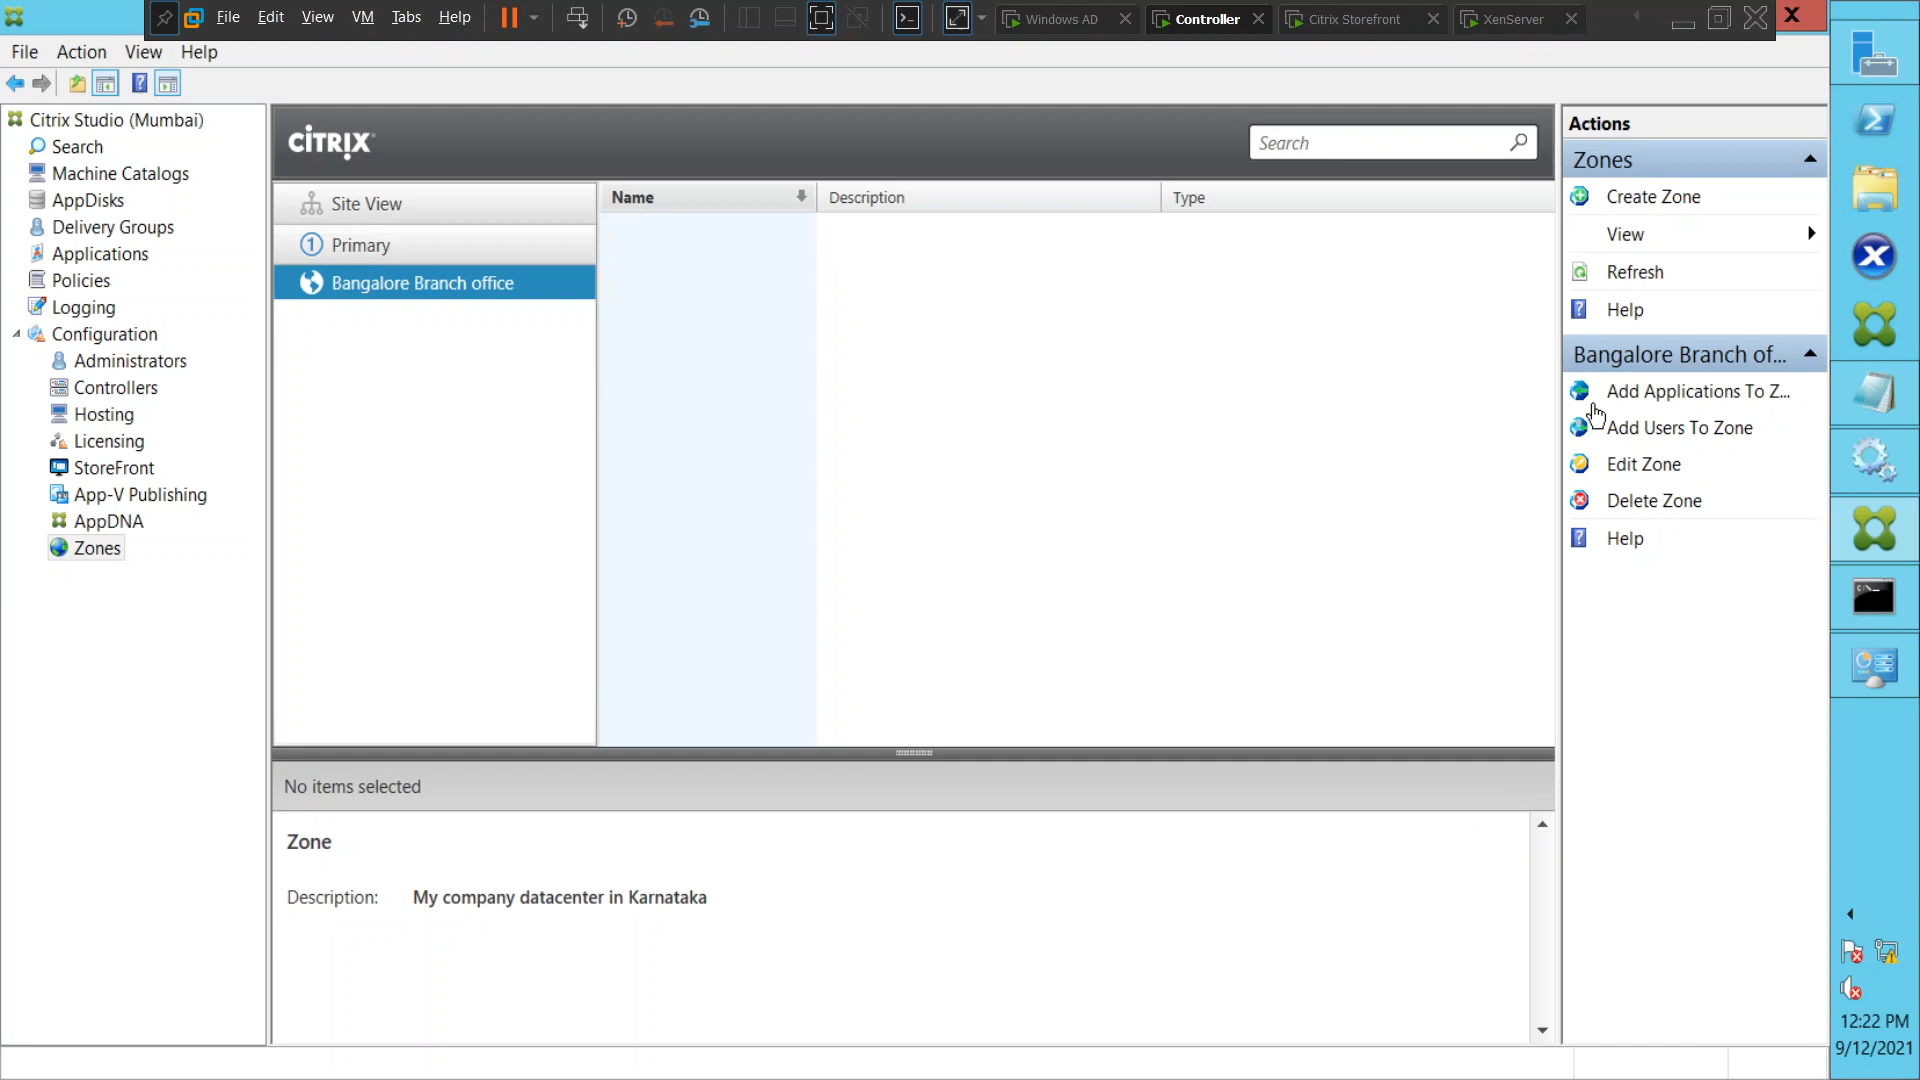 File Edit View VM Tabs Help
Windows AD
Controller
Citrix Storefront
XenServer
File Action View Help
Citrix Studio (Mumbai)
Search
Machine Catalogs
AppDisks
Delivery Groups
Applications
Policies
Logging
Configuration
Administrators
Controllers
Hosting
Licensing
StoreFront
App-V Publishing
AppDNA
Zones
CITRIX
Search
Site View
1 Primary
Bangalore Branch office
Name Description Type
No items selected
Zone
Description: My company datacenter in Karnataka
Actions
Zones
Create Zone
View
Refresh
Help
Bangalore Branch of...
Add Applications To Z...
Add Users To Zone
Edit Zone
Delete Zone
Help
12:22 PM
9/12/2021